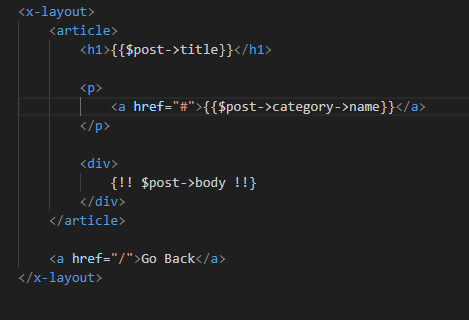 <x-layout>
<article>
<h1>{{$post->title}}</h1>
<p>
<a href="#">{{$post->category->name}}</a>
</p>
<div>
{!! $post->body !!}
</div>
</article>
<a href="/">Go Back</a>
</x-layout>